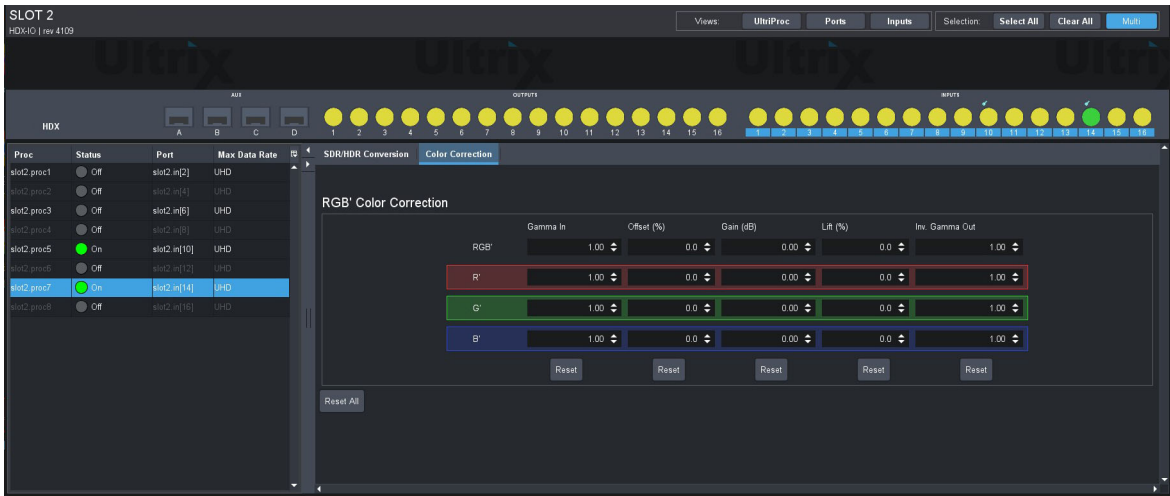 SLOT 2
HDX-IO | rev 4109
Views: UltriProc Ports Inputs Selection: Select All Clear All Multi
Ultrix Ultrix Ultrix Ultrix
AUX OUTPUTS INPUTS
HDX
A B C D 1 2 3 4 5 6 7 8 9 10 11 12 13 14 15 16 1 2 3 4 5 6 7 8 9 10 11 12 13 14 15 16
Proc Status Port Max Data Rate
SDR/HDR Conversion Color Correction
slot2.proc1 Off slot2.in[2] UHD
slot2.proc2 Off slot2.in[4] UHD
slot2.proc3 Off slot2.in[6] UHD
slot2.proc4 Off slot2.in[8] UHD
slot2.proc5 On slot2.in[10] UHD
slot2.proc6 Off slot2.in[12] UHD
slot2.proc7 On slot2.in[14] UHD
slot2.proc8 Off slot2.in[16] UHD
RGB' Color Correction
Gamma In Offset (%) Gain (dB) Lift (%) Inv. Gamma Out
RGB' 1.00 0.0 0.00 0.0 1.00
R' 1.00 0.0 0.00 0.0 1.00
G' 1.00 0.0 0.00 0.0 1.00
B' 1.00 0.0 0.00 0.0 1.00
Reset Reset Reset Reset Reset
Reset All